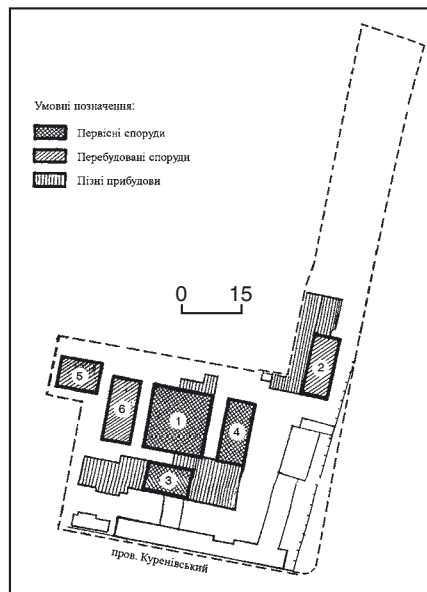 Умовні позначення:
Первісні споруди
Перебудовані споруди
Пізні прибудови
0 15
2
5
6
1
4
3
пров. Куренівський